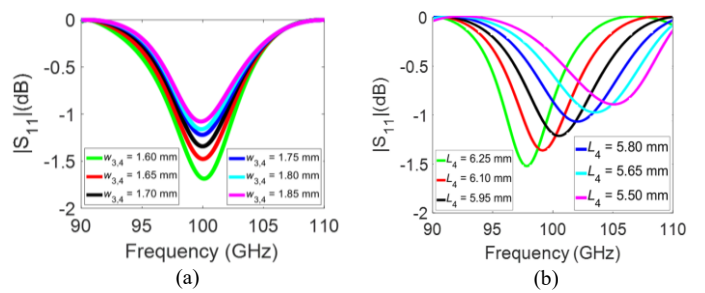 0
-0.5
-1
-1.5
-2
|S11|(dB)
w3,4 = 1.60 mm
w3,4 = 1.65 mm
w3,4 = 1.70 mm
w3,4 = 1.75 mm
w3,4 = 1.80 mm
w3,4 = 1.85 mm
90 95 100 105 110
Frequency (GHz)
(a)
0
-0.5
-1
-1.5
-2
|S11|(dB)
L4 = 6.25 mm
L4 = 6.10 mm
L4 = 5.95 mm
L4 = 5.80 mm
L4 = 5.65 mm
L4 = 5.50 mm
90 95 100 105 110
Frequency (GHz)
(b)